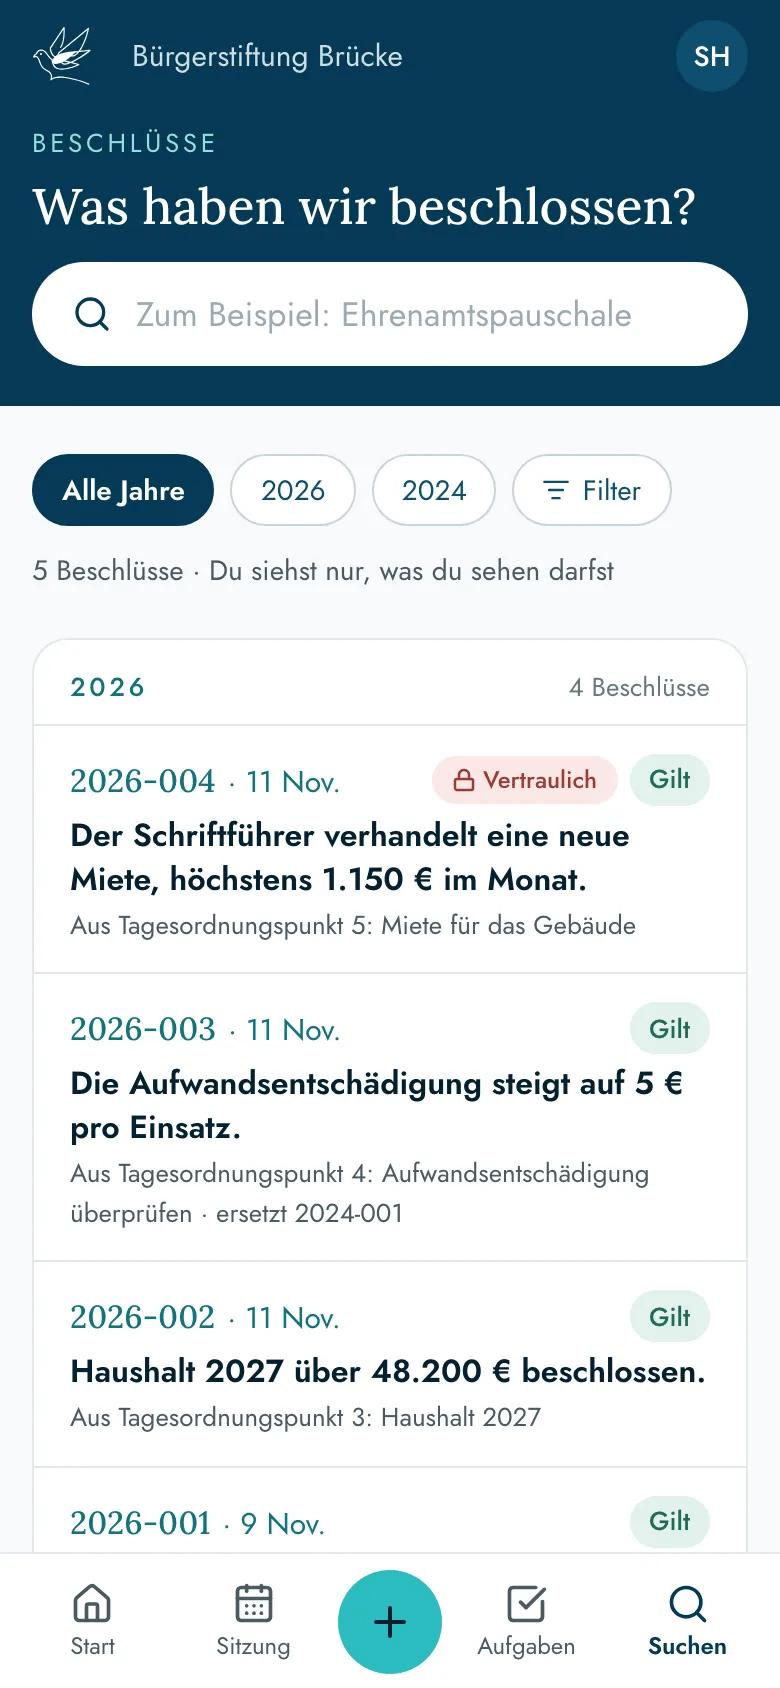 Bürgerstiftung Brücke
SH
BESCHLÜSSE
Was haben wir beschlossen?
Zum Beispiel: Ehrenamtspauschale
Alle Jahre
2026
2024
Filter
5 Beschlüsse · Du siehst nur, was du sehen darfst
2026
4 Beschlüsse
2026-004 · 11 Nov.
Vertraulich
Gilt
Der Schriftführer verhandelt eine neue
Miete, höchstens 1.150 € im Monat.
Aus Tagesordnungspunkt 5: Miete für das Gebäude
2026-003 · 11 Nov.
Gilt
Die Aufwandsentschädigung steigt auf 5 €
pro Einsatz.
Aus Tagesordnungspunkt 4: Aufwandsentschädigung
überprüfen · ersetzt 2024-001
2026-002 · 11 Nov.
Gilt
Haushalt 2027 über 48.200 € beschlossen.
Aus Tagesordnungspunkt 3: Haushalt 2027
2026-001 · 9 Nov.
Gilt
Start
Sitzung
Aufgaben
Suchen